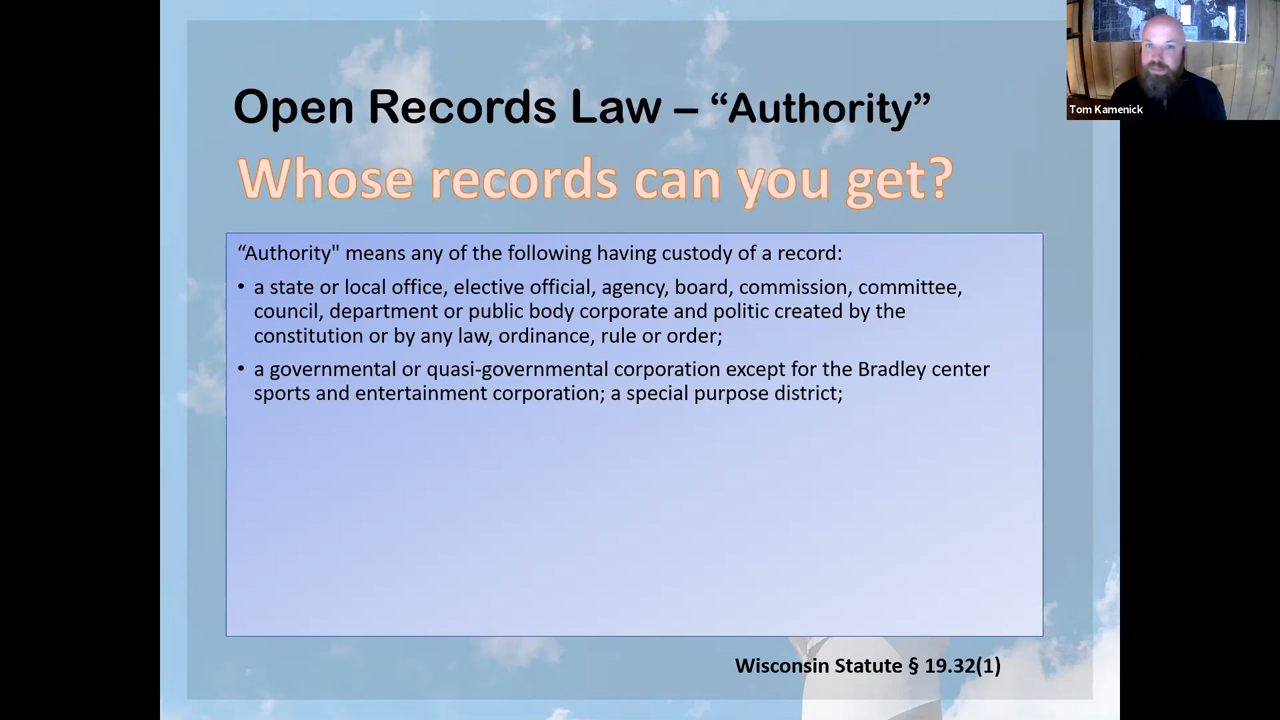 Open Records Law – “Authority”
Whose records can you get?
“Authority" means any of the following having custody of a record:
• a state or local office, elective official, agency, board, commission, committee,
council, department or public body corporate and politic created by the
constitution or by any law, ordinance, rule or order;
• a governmental or quasi-governmental corporation except for the Bradley center
sports and entertainment corporation; a special purpose district;
Wisconsin Statute § 19.32(1)
Tom Kamenick